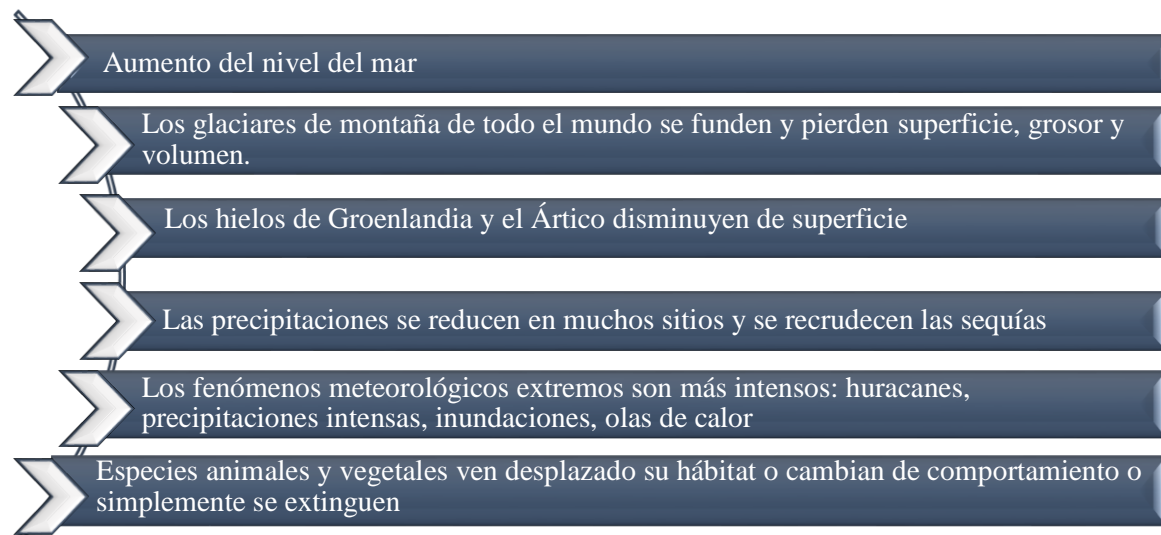 Aumento del nivel del mar
Los glaciares de montaña de todo el mundo se funden y pierden superficie, grosor y
volumen.
Los hielos de Groenlandia y el Ártico disminuyen de superficie
Las precipitaciones se reducen en muchos sitios y se recrudecen las sequías
Los fenómenos meteorológicos extremos son más intensos: huracanes,
precipitaciones intensas, inundaciones, olas de calor
Especies animales y vegetales ven desplazado su hábitat o cambian de comportamiento o
simplemente se extinguen